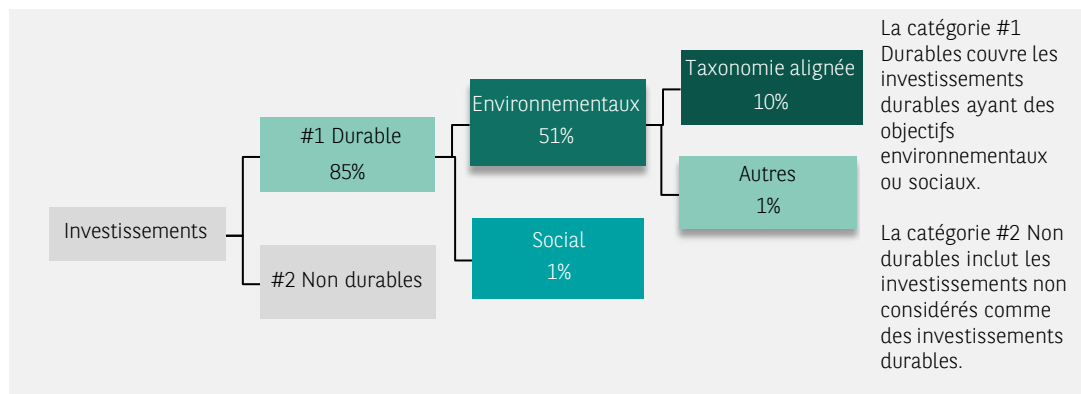 Investissements
#1 Durable
85%
#2 Non durables
Environnementaux
51%
Social
1%
Taxonomie alignée
10%
Autres
1%
La catégorie #1
Durables couvre les
investissements
durables ayant des
objectifs
environnementaux
ou sociaux.
La catégorie #2 Non
durables inclut les
investissements non
considérés comme
des investissements
durables.